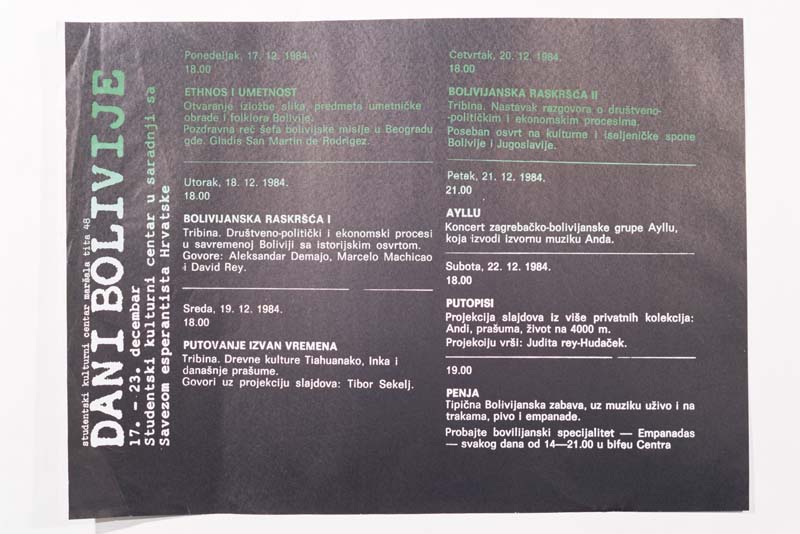 studentski kulturni centar maršala tita 48
DANI BOLIVIJE
17. – 23. decembar
Studentski kulturni centar u saradnji sa
Savezom esperantista Hrvatske
Ponedeljak, 17. 12. 1984.
18.00
ETHNOS I UMETNOST
Otvaranje izložbe slika, predmeta umetničke
obrade i folklora Bolivije.
Pozdravna reč šefa bolivijske misije u Beogradu
gđe. Gladis San Martin de Rodrigez.
Utorak, 18. 12. 1984.
18.00
BOLIVIJANSKA RASKRŠĆA I
Tribina. Društveno-politički i ekonomski procesi
u savremenoj Boliviji sa istorijskim osvrtom.
Govore: Aleksandar Demajo, Marcelo Machicao
i David Rey.
Sreda, 19. 12. 1984.
18.00
PUTOVANJE IZVAN VREMENA
Tribina. Drevne kulture Tiahuanako, Inka i
današnje prašume.
Govori uz projekciju slajdova: Tibor Sekelj.
Četvrtak, 20. 12. 1984.
18.00
BOLIVIJANSKA RASKRŠĆA II
Tribina. Nastavak razgovora o društveno-
-političkim i ekonomskim procesima.
Poseban osvrt na kulturne i iseljeničke spone
Bolivije i Jugoslavije.
Petak, 21. 12. 1984.
21.00
AYLLU
Koncert zagrebačko-bolivijanske grupe Ayllu,
koja izvodi izvornu muziku Anda.
Subota, 22. 12. 1984.
18.00
PUTOPISI
Projekcija slajdova iz više privatnih kolekcija:
Andi, prašuma, život na 4000 m.
Projekciju vrši: Judita rey-Hudaček.
19.00
PENJA
Tipična Bolivijanska zabava, uz muziku uživo i na
trakama, pivo i empanade.
Probajte bovilijanski specijalitet — Empanadas
— svakog dana od 14—21.00 u bifeu Centra